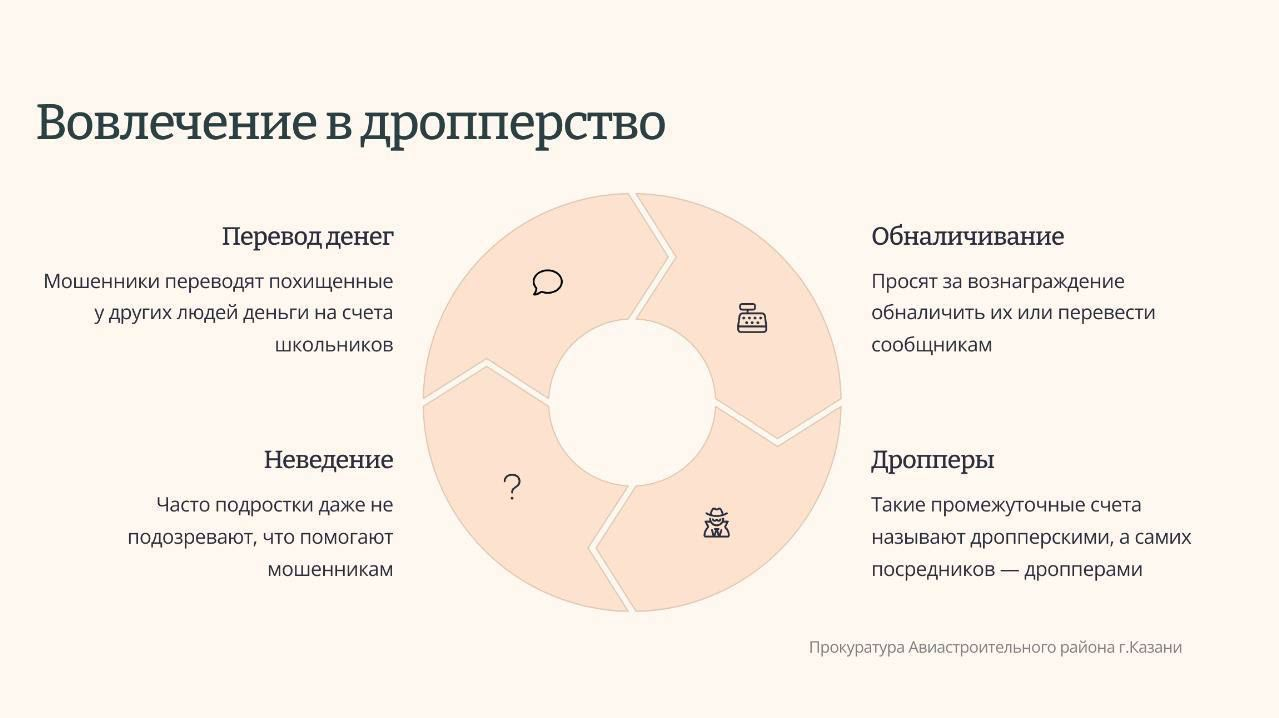 Вовлечение в дропперство
Перевод денег
Мошенники переводят похищенные
у других людей деньги на счета
школьников
Обналичивание
Просят за вознаграждение
обналичить их или перевести
сообщникам
Неведение
Часто подростки даже не
подозревают, что помогают
мошенникам
?
Дропперы
Такие промежуточные счета
называют дропперскими, а самих
посредников — дропперами
Прокуратура Авиастроительного района г.Казани